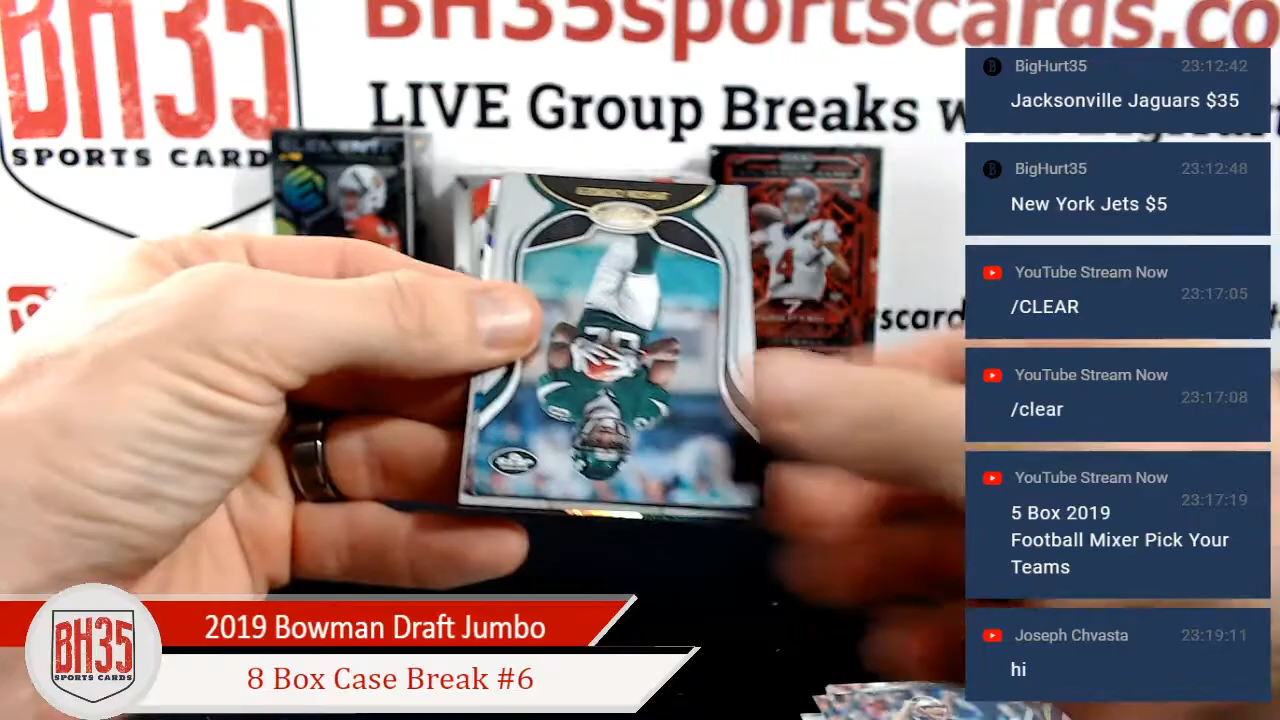 BH35
SPORTS CARD
BH35sportscards.co
LIVE Group Breaks w
scard
4
BigHurt35
23:12:42
Jacksonville Jaguars $35
BigHurt35
23:12:48
New York Jets $5
YouTube Stream Now
23:17:05
/CLEAR
YouTube Stream Now
23:17:08
/clear
YouTube Stream Now
23:17:19
5 Box 2019
Football Mixer Pick Your
Teams
Joseph Chvasta
23:19:11
hi
2019 Bowman Draft Jumbo
8 Box Case Break #6
BH35
SPORTS CARDS